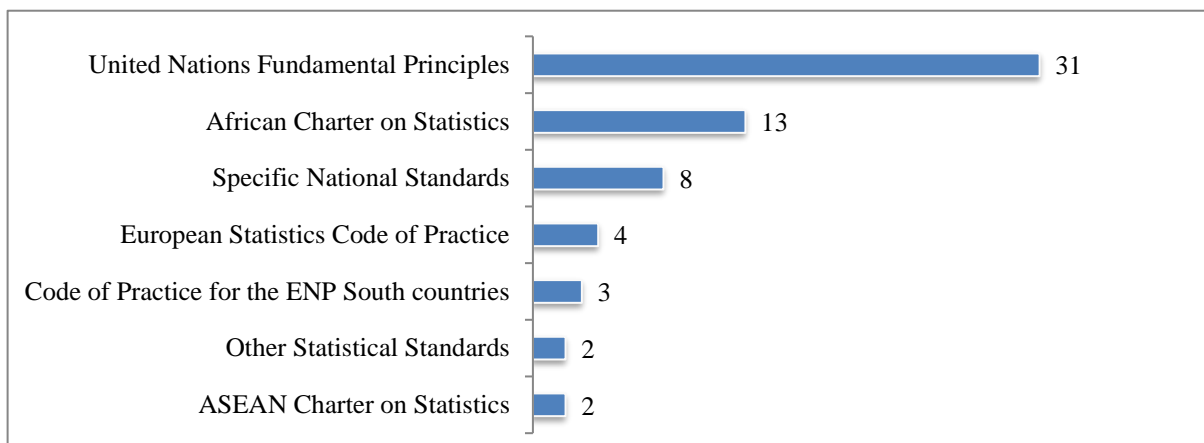 United Nations Fundamental Principles 31
African Charter on Statistics 13
Specific National Standards 8
European Statistics Code of Practice 4
Code of Practice for the ENP South countries 3
Other Statistical Standards 2
ASEAN Charter on Statistics 2